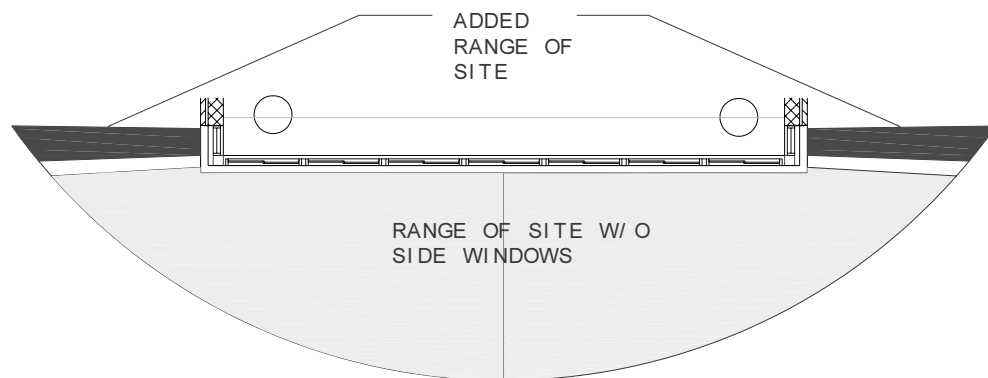 ADDED
RANGE OF
SITE
RANGE OF SITE W/O
SIDE WINDOWS